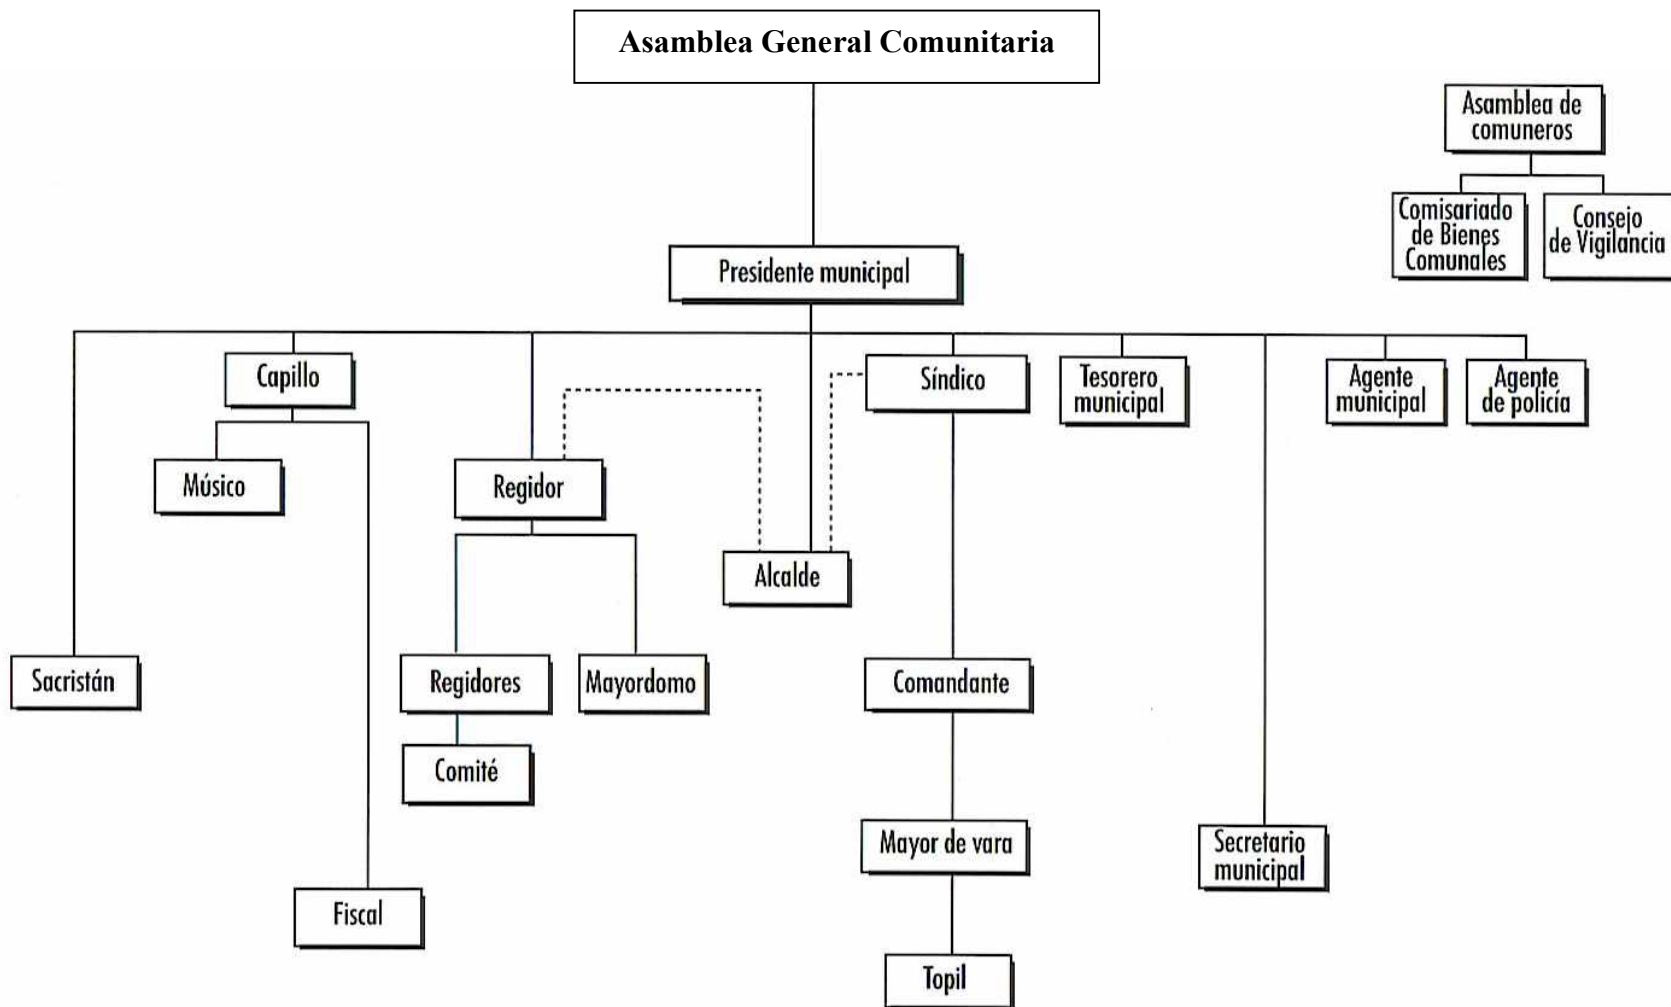 Asamblea General Comunitaria
Asamblea de
comuneros
Comisariado
de Bienes
Comunales
Consejo
de Vigilancia
Presidente municipal
Capillo
Síndico
Tesorero
municipal
Agente
municipal
Agente
de policía
Músico
Regidor
Alcalde
Sacristán
Regidores
Mayordomo
Comandante
Comité
Mayor de vara
Secretario
municipal
Fiscal
Topil